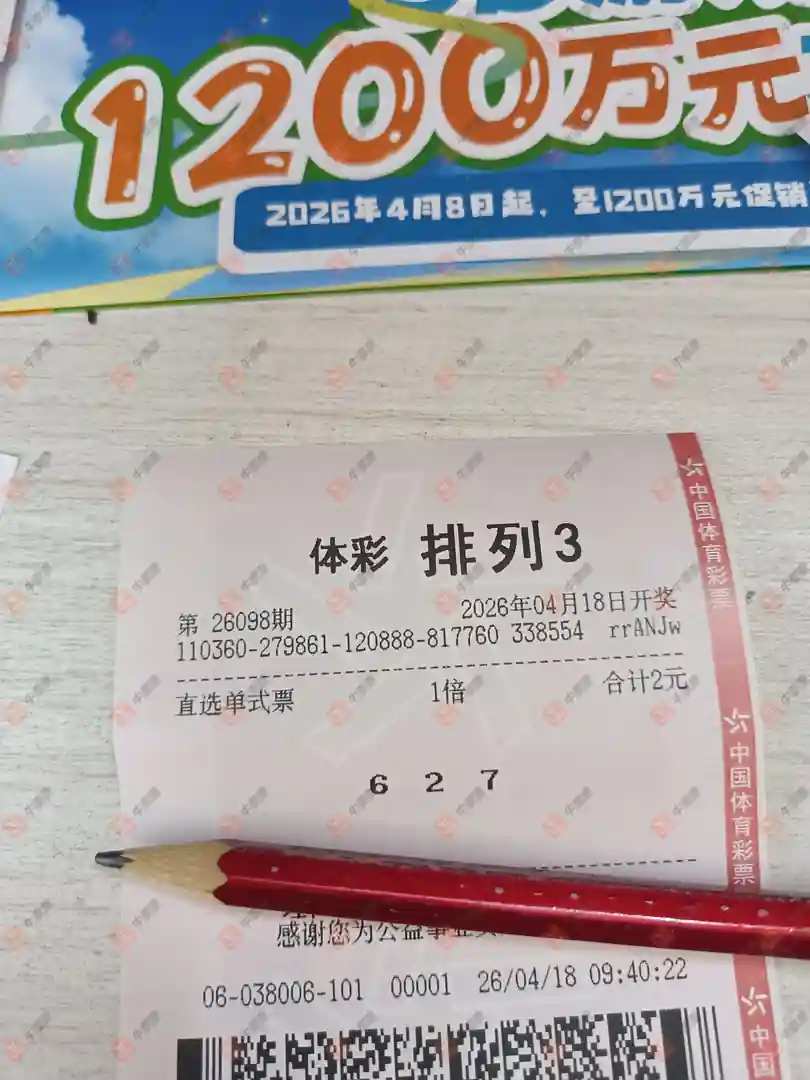 1200万元
2026年4月8日起，至1200万元促销
体彩 排列3
第 26098期 2026年04月18日开奖
110360-279861-120888-817760 338554 rrANJw
直选单式票 1倍 合计2元
6 2 7
感谢您为公益事业
06-038006-101 00001 26/04/18 09:40:22
中国体育彩票
中国体育彩票
中国